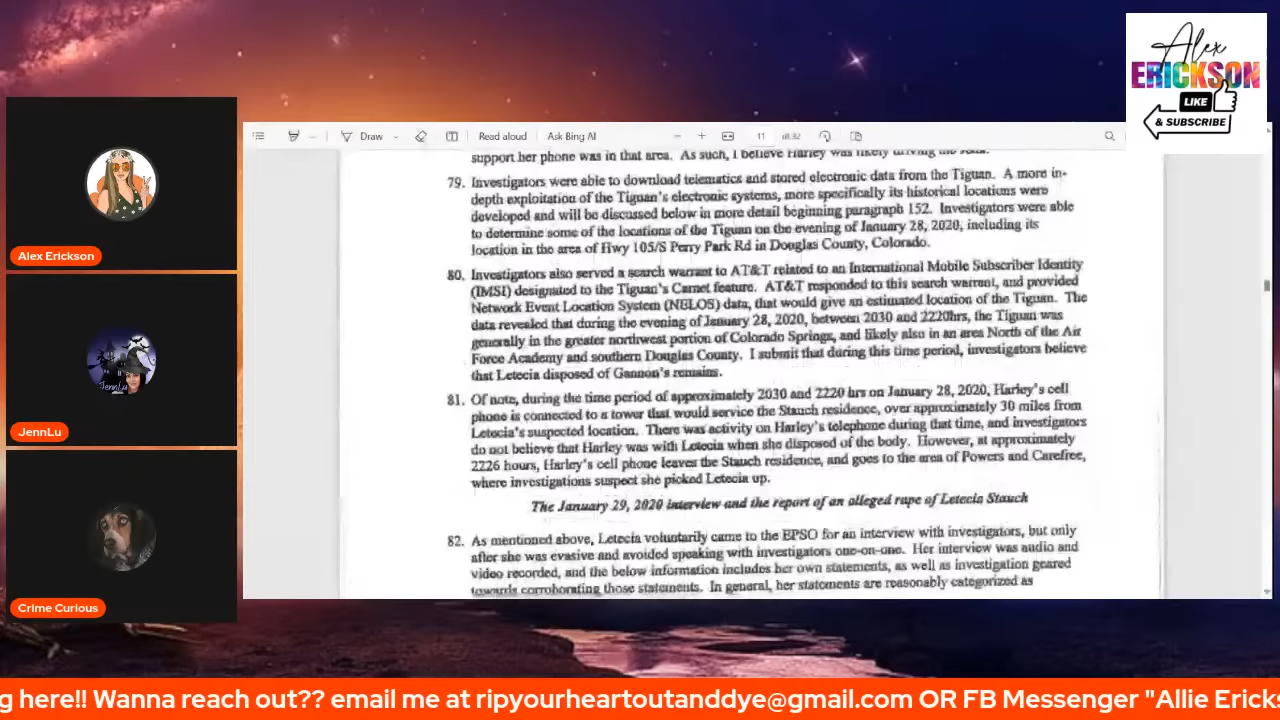 Alex
ERICKSON
LIKE
& SUBSCRIBE
Draw
Read aloud
Ask Bing AI
11
of 32
support her phone was in that area. As such, I believe Harley was likely driving the
79. Investigators were able to download telematics and stored electronic data from the Tiguan. A more in-
depth exploitation of the Tiguan's electronic systems, more specifically its historical locations were
developed and will be discussed below in more detail beginning paragraph 152. Investigators were able
to determine some of the locations of the Tiguan on the evening of January 28, 2020, including its
location in the area of Hwy 105/S Perry Park Rd in Douglas County, Colorado.
80. Investigators also served a search warrant to AT&T related to an International Mobile Subscriber Identity
(IMSI) designated to the Tiguan's Carnet feature. AT&T responded to this search warrant, and provided
Network Event Location System (NELOS) data, that would give an estimated location of the Tiguan. The
data revealed that during the evening of January 28, 2020, between 2030 and 2220hrs, the Tiguan was
generally in the greater northwest portion of Colorado Springs, and likely also in an area North of the Air
Force Academy and southern Douglas County. I submit that during this time period, investigators believe
that Letecia disposed of Gannon's remains.
81. Of note, during the time period of approximately 2030 and 2220 hrs on January 28, 2020, Harley's cell
phone is connected to a tower that would service the Stauch residence, over approximately 30 miles from
Letecia's suspected location. There was activity on Harley's telephone during that time, and investigators
do not believe that Harley was with Letecia when she disposed of the body. However, at approximately
2226 hours, Harley's cell phone leaves the Stauch residence, and goes to the area of Powers and Carefree,
where investigations suspect she picked Letecia up.
The January 29, 2020 interview and the report of an alleged rape of Letecia Stauch
82. As mentioned above, Letecia voluntarily came to the EPSO for an interview with investigators, but only
after she was evasive and avoided speaking with investigators one-on-one. Her interview was audio and
video recorded, and the below information includes her own statements, as well as investigation geared
towards corroborating those statements. In general, her statements are reasonably categorized as
Alex Erickson
JennLu
JennLu
Crime Curious
g here!! Wanna reach out?? email me at ripyourheartoutanddye@gmail.com OR FB Messenger "Allie Ericks